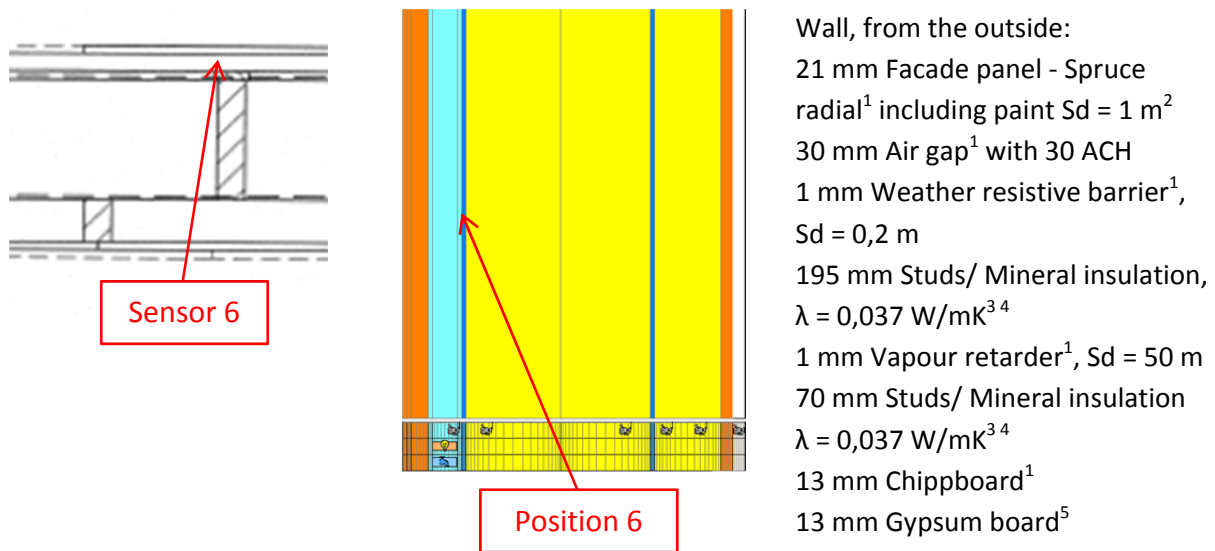 Sensor 6
Position 6
Wall, from the outside:
21 mm Facade panel - Spruce
radial¹ including paint Sd = 1 m²
30 mm Air gap¹ with 30 ACH
1 mm Weather resistive barrier¹,
Sd = 0,2 m
195 mm Studs/ Mineral insulation,
λ = 0,037 W/mK³ ⁴
1 mm Vapour retarder¹, Sd = 50 m
70 mm Studs/ Mineral insulation
λ = 0,037 W/mK³ ⁴
13 mm Chippboard¹
13 mm Gypsum board⁵